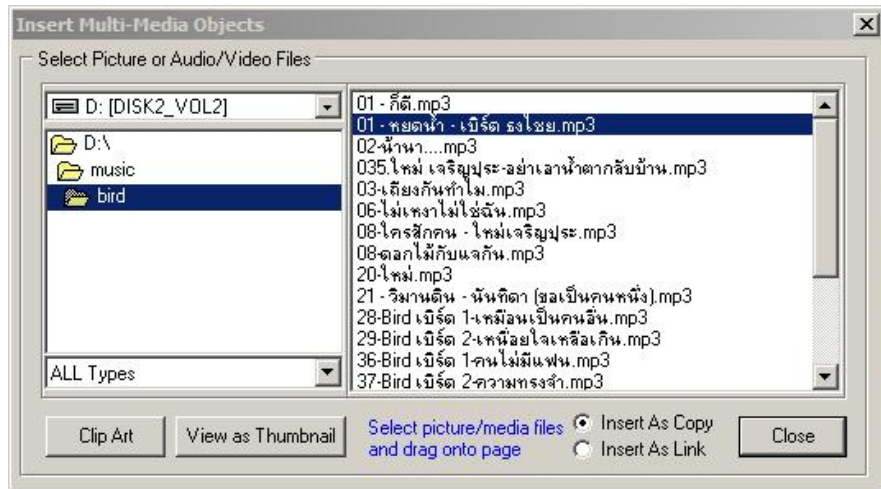 Insert Multi-Media Objects
Select Picture or Audio/Video Files
D: [DISK2_VOL2]
D:\
music
bird
ALL Types
01 - ก็ดี.mp3
01 - หยดน้ำ - เบิร์ด ธงไชย.mp3
02-น้ำนา....mp3
035.ใหม่ เจริญปุระ-อย่าเอาน้ำตากลับบ้าน.mp3
03-เถียงกันทำไม.mp3
06-ไม่เหงาไม่ใช่ฉัน.mp3
08-ใครสักคน - ใหม่เจริญปุระ.mp3
08-ดอกไม้กับแจกัน.mp3
20-ใหม่.mp3
21 - วิมานดิน - นันทิดา (ขอเป็นคนหนึ่ง).mp3
28-Bird เบิร์ด 1-เหมือนเป็นคนอื่น.mp3
29-Bird เบิร์ด 2-เหนื่อยใจเหลือเกิน.mp3
36-Bird เบิร์ด 1-คนไม่มีแฟน.mp3
37-Bird เบิร์ด 2-ความทรงจำ.mp3
Clip Art
View as Thumbnail
Select picture/media files
and drag onto page
Insert As Copy
Insert As Link
Close